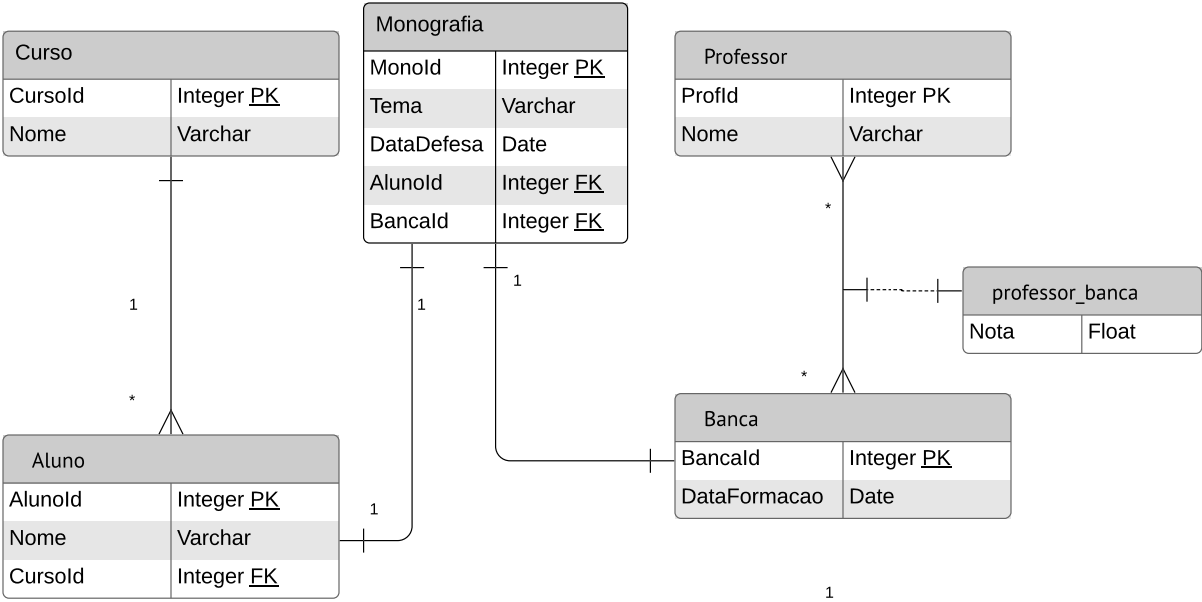 Curso
CursoId Integer PK
Nome Varchar
Monografia
MonoId Integer PK
Tema Varchar
DataDefesa Date
AlunoId Integer FK
BancaId Integer FK
Professor
ProfId Integer PK
Nome Varchar
*
1
*
1
1
professor_banca
Nota Float
*
Banca
BancaId Integer PK
DataFormacao Date
Aluno
AlunoId Integer PK
Nome Varchar
CursoId Integer FK
1
1